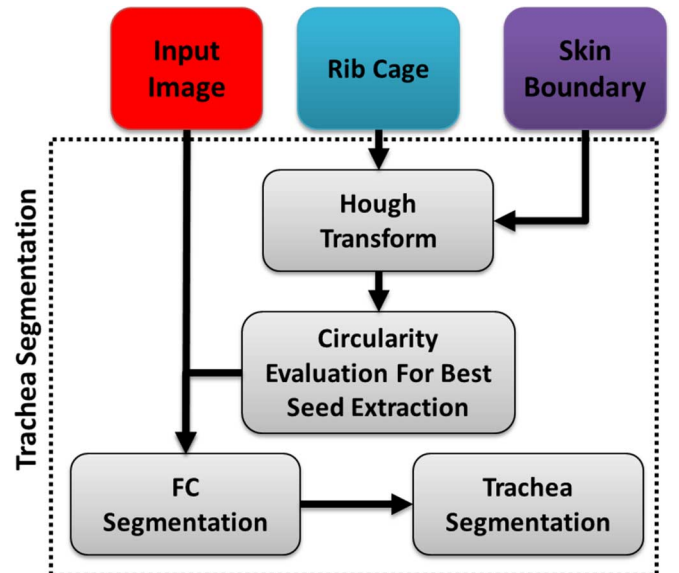 Input
Image
Rib Cage
Skin
Boundary
Trachea Segmentation
Hough
Transform
Circularity
Evaluation For Best
Seed Extraction
FC
Segmentation
Trachea
Segmentation